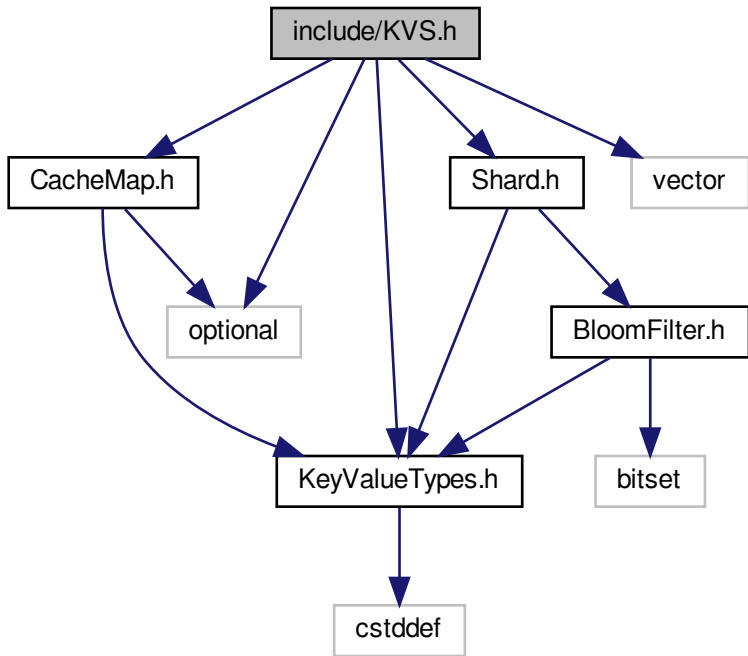 include/KVS.h
CacheMap.h
Shard.h
vector
optional
BloomFilter.h
KeyValueTypes.h
bitset
cstddef